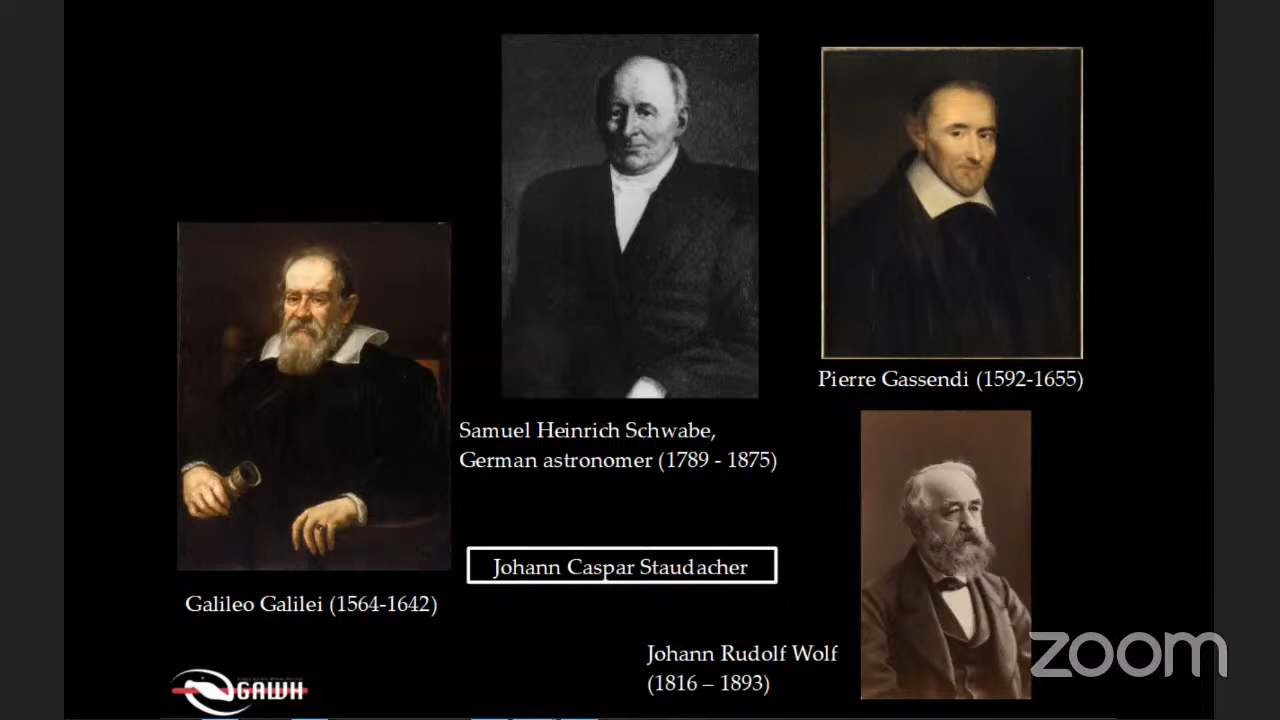 Pierre Gassendi (1592-1655)
Samuel Heinrich Schwabe,
German astronomer (1789 - 1875)
Johann Caspar Staudacher
Galileo Galilei (1564-1642)
Johann Rudolf Wolf
(1816 – 1893)
GAWH
zoom